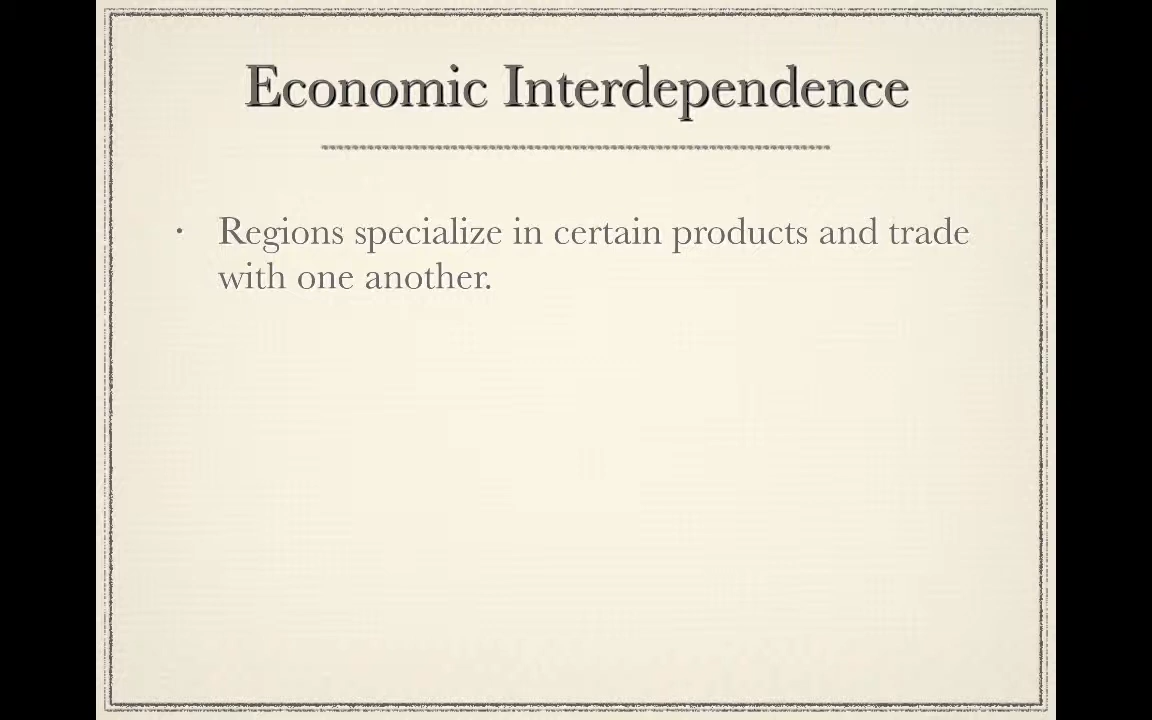 Economic Interdependence
· Regions specialize in certain products and trade
with one another.